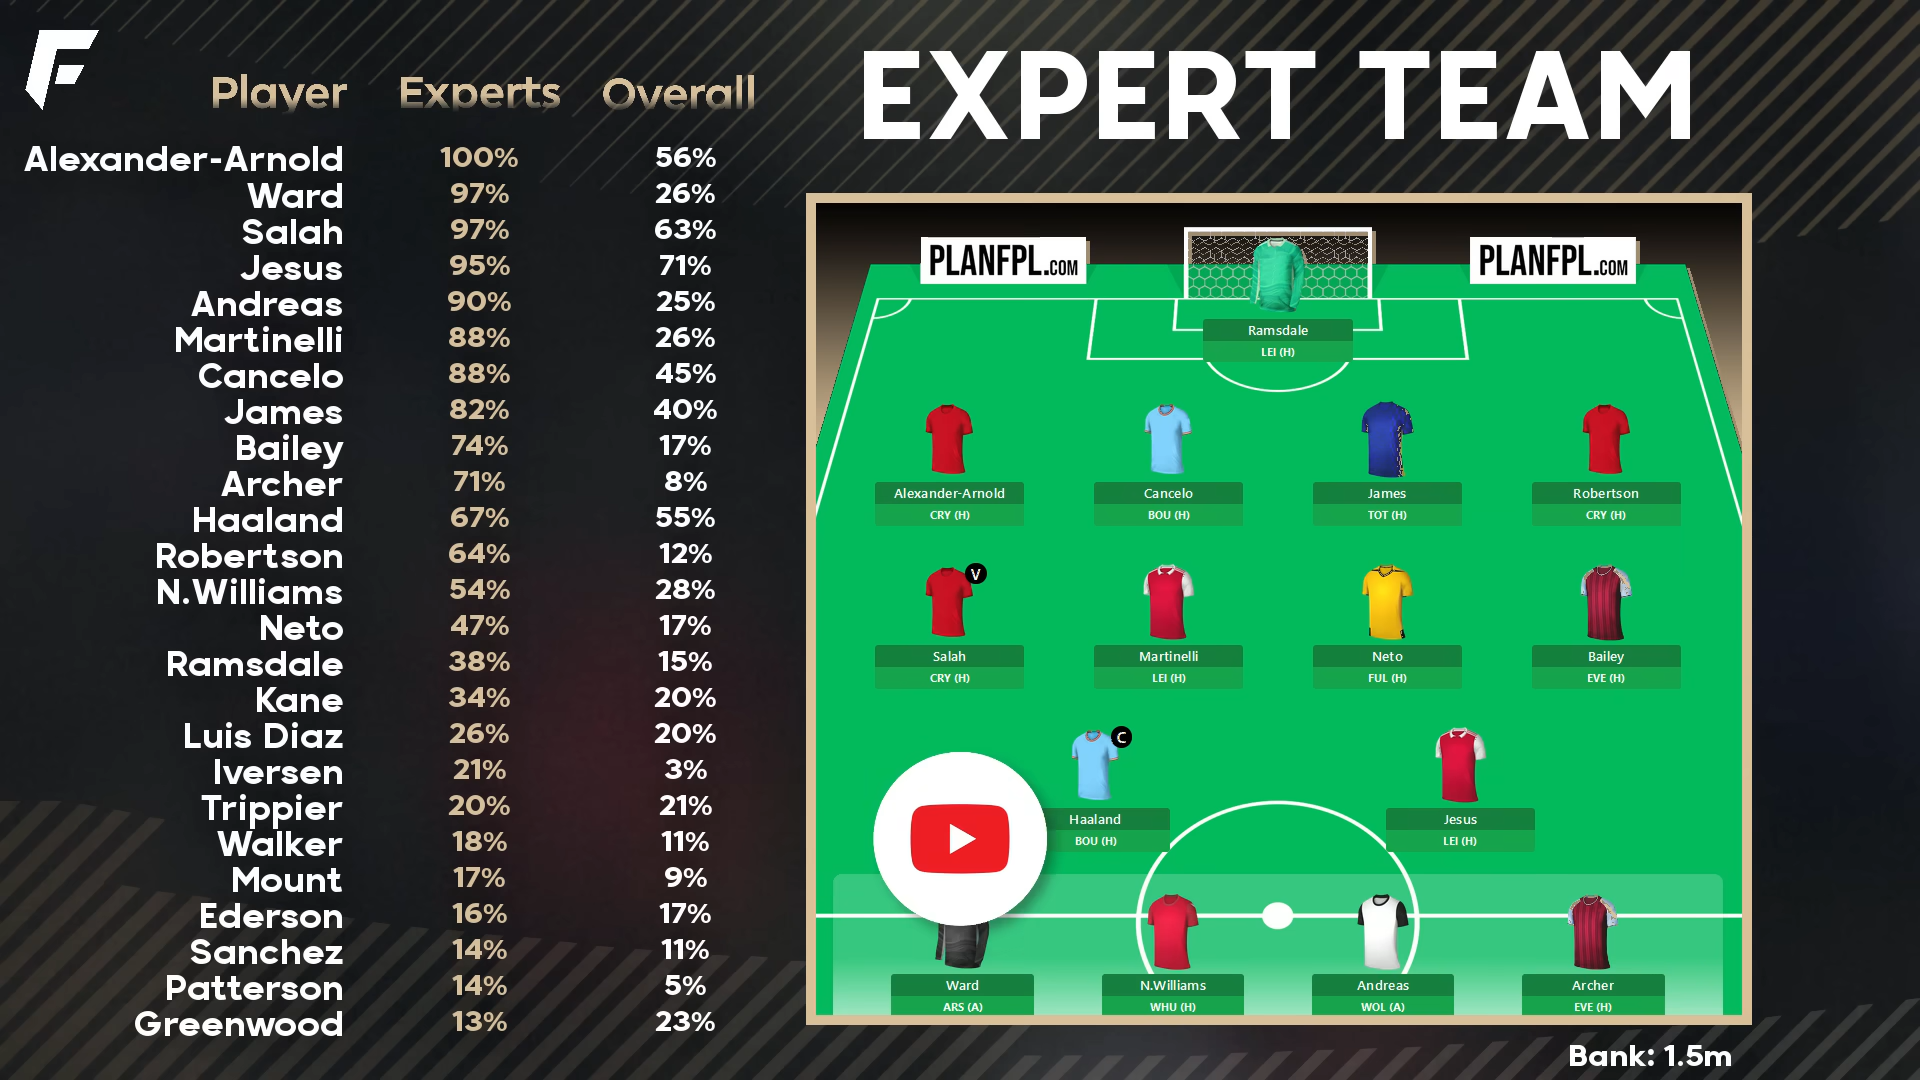 EXPERT TEAM
Player Experts Overall
Alexander-Arnold 100% 56%
Ward 97% 26%
Salah 97% 63%
Jesus 95% 71%
Andreas 90% 25%
Martinelli 88% 26%
Cancelo 88% 45%
James 82% 40%
Bailey 74% 17%
Archer 71% 8%
Haaland 67% 55%
Robertson 64% 12%
N.Williams 54% 28%
Neto 47% 17%
Ramsdale 38% 15%
Kane 34% 20%
Luis Diaz 26% 20%
Iversen 21% 3%
Trippier 20% 21%
Walker 18% 11%
Mount 17% 9%
Ederson 16% 17%
Sanchez 14% 11%
Patterson 14% 5%
Greenwood 13% 23%
PLANFPL.COM PLANFPL.COM
Ramsdale
LEI (H)
Alexander-Arnold Cancelo James Robertson
CRY (H) BOU (H) TOT (H) CRY (H)
V
Salah Martinelli Neto Bailey
CRY (H) LEI (H) FUL (H) EVE (H)
C
Haaland Jesus
BOU (H) LEI (H)
Ward N.Williams Andreas Archer
ARS (A) WHU (H) WOL (A) EVE (H)
Bank: 1.5m